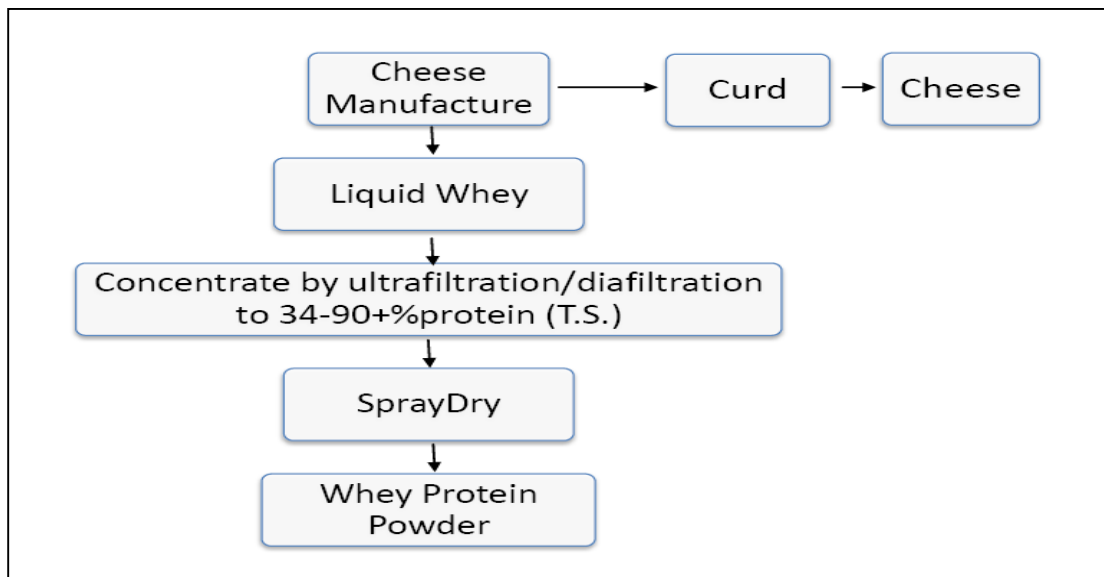 Cheese
Manufacture
Curd
Cheese
Liquid Whey
Concentrate by ultrafiltration/diafiltration
to 34-90+%protein (T.S.)
SprayDry
Whey Protein
Powder